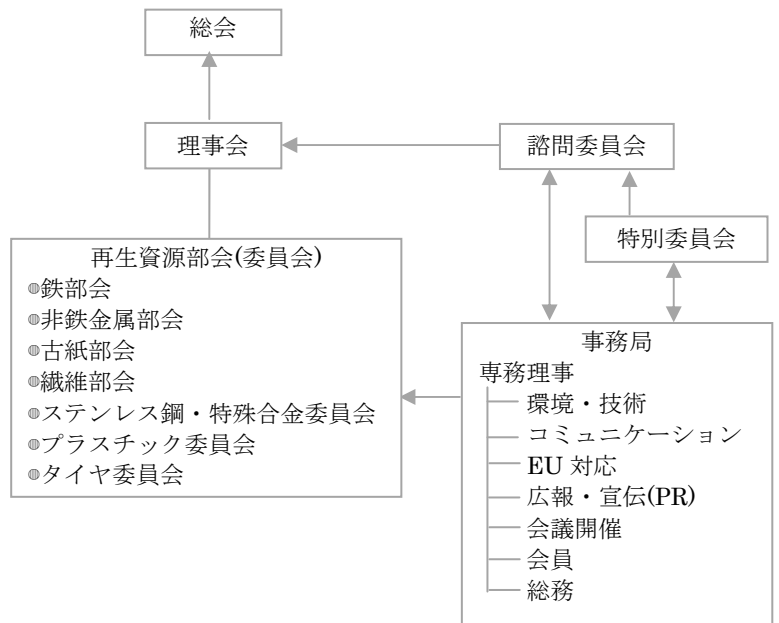 総会
理事会
諮問委員会
特別委員会
再生資源部会(委員会)
◍鉄部会
◍非鉄金属部会
◍古紙部会
◍繊維部会
◍ステンレス鋼・特殊合金委員会
◍プラスチック委員会
◍タイヤ委員会
事務局
専務理事
環境・技術
コミュニケーション
EU 対応
広報・宣伝(PR)
会議開催
会員
総務